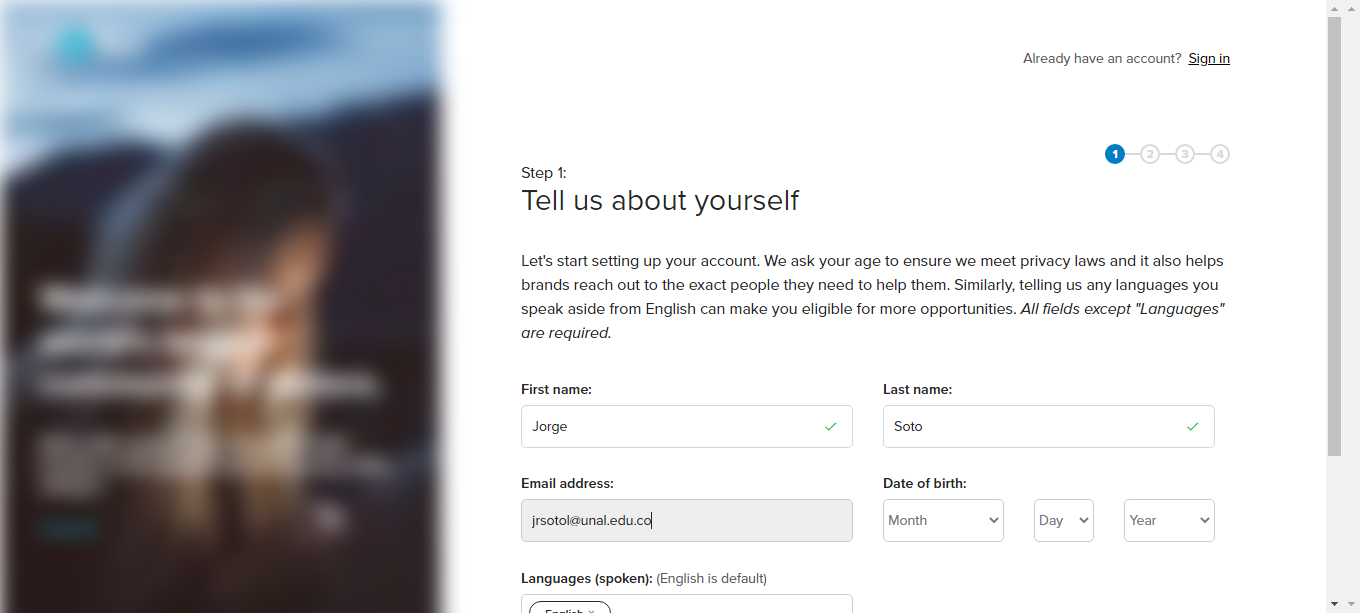 Already have an account? Sign in
1 2 3 4
Step 1:
Tell us about yourself
Let's start setting up your account. We ask your age to ensure we meet privacy laws and it also helps
brands reach out to the exact people they need to help them. Similarly, telling us any languages you
speak aside from English can make you eligible for more opportunities. All fields except "Languages"
are required.
First name:
Last name:
Jorge
Soto
Email address:
Date of birth:
jrsotol@unal.edu.co
Month
Day
Year
Languages (spoken): (English is default)
English ×